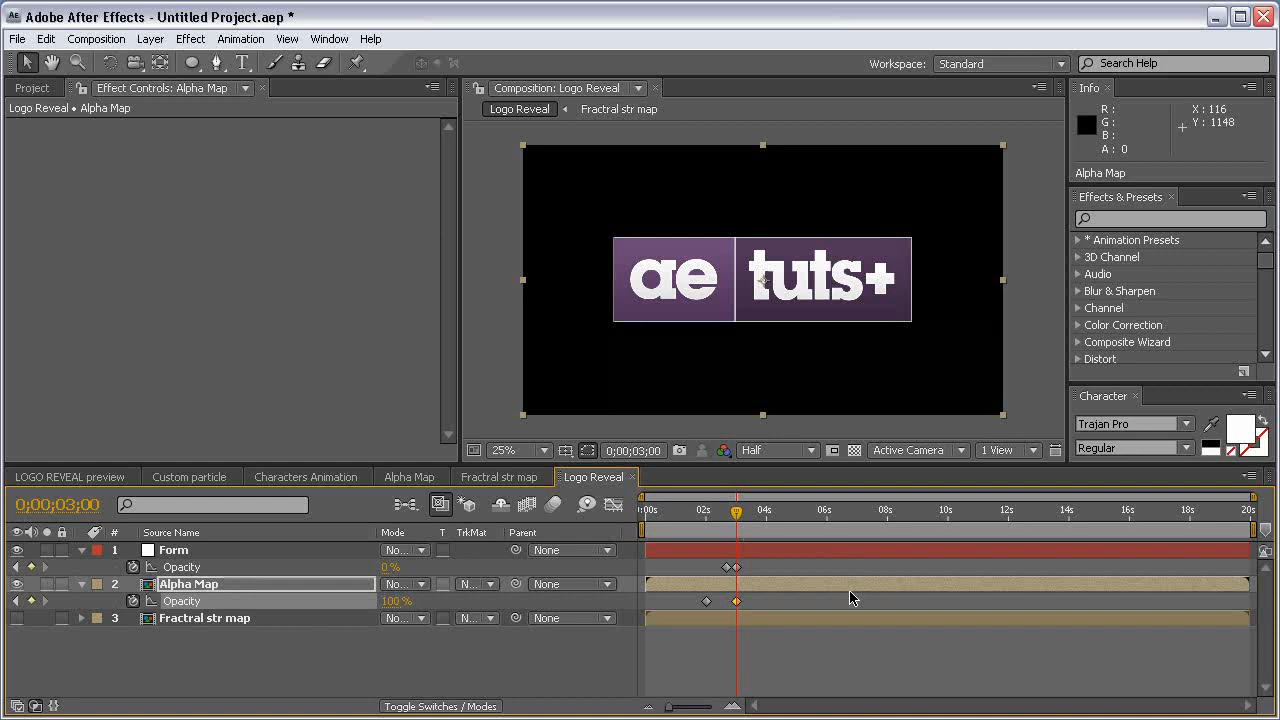 Adobe After Effects - Untitled Project.aep *
File Edit Composition Layer Effect Animation View Window Help
Workspace: Standard Search Help
Project Effect Controls: Alpha Map
Logo Reveal • Alpha Map
Composition: Logo Reveal
Logo Reveal Fractral str map
ae tuts+
25% 0;00;03;00 Half Active Camera 1 View
Info
R : X : 116
G : Y : 1148
B :
A : 0
Alpha Map
Effects & Presets
* Animation Presets
3D Channel
Audio
Blur & Sharpen
Channel
Color Correction
Composite Wizard
Distort
Character
Trajan Pro
Regular
LOGO REVEAL preview Custom particle Characters Animation Alpha Map Fractral str map Logo Reveal
0;00;03;00
:00s 02s 04s 06s 08s 10s 12s 14s 16s 18s 20s
# Source Name Mode T TrkMat Parent
1 Form No... None
Opacity 0 %
2 Alpha Map No... N... None
Opacity 100 %
3 Fractral str map No... N... None
Toggle Switches / Modes